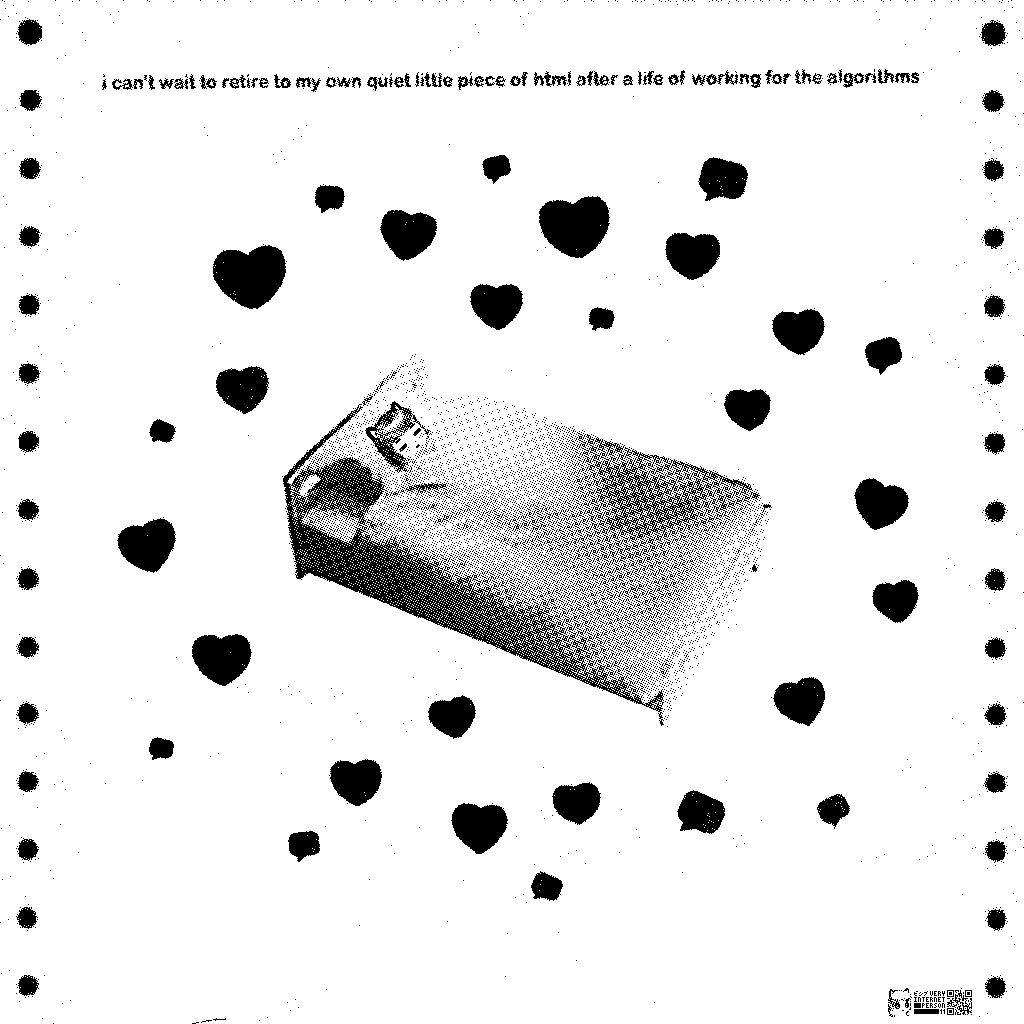 i can't wait to retire to my own quiet little piece of html after a life of working for the algorithms
VERY
INTERNET
PERSON